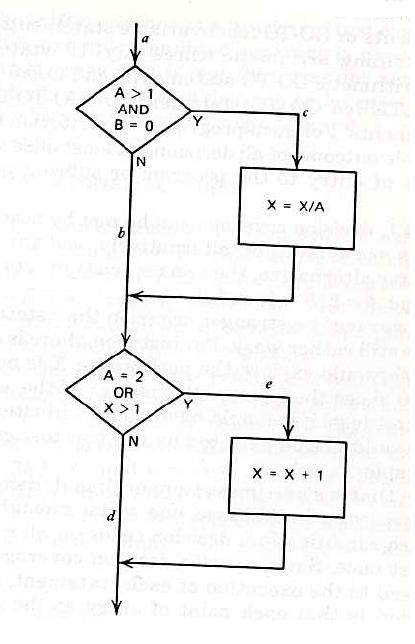 a
A > 1
AND
B = 0
Y
c
N
X = X/A
b
A = 2
OR
X > 1
Y
e
N
X = X + 1
d